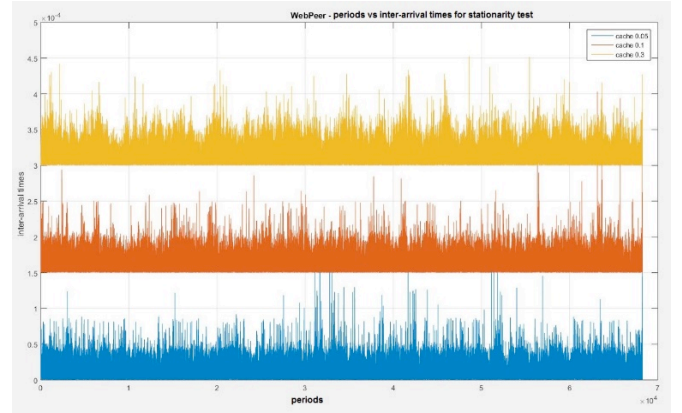 WebPeer - periods vs inter-arrival times for stationarity test
×10⁻⁴
5
4.5
4
3.5
3
2.5
2
1.5
1
0.5
0
inter-arrival times
cache 0.05
cache 0.1
cache 0.3
0 1 2 3 4 5 6 7
×10⁴
periods